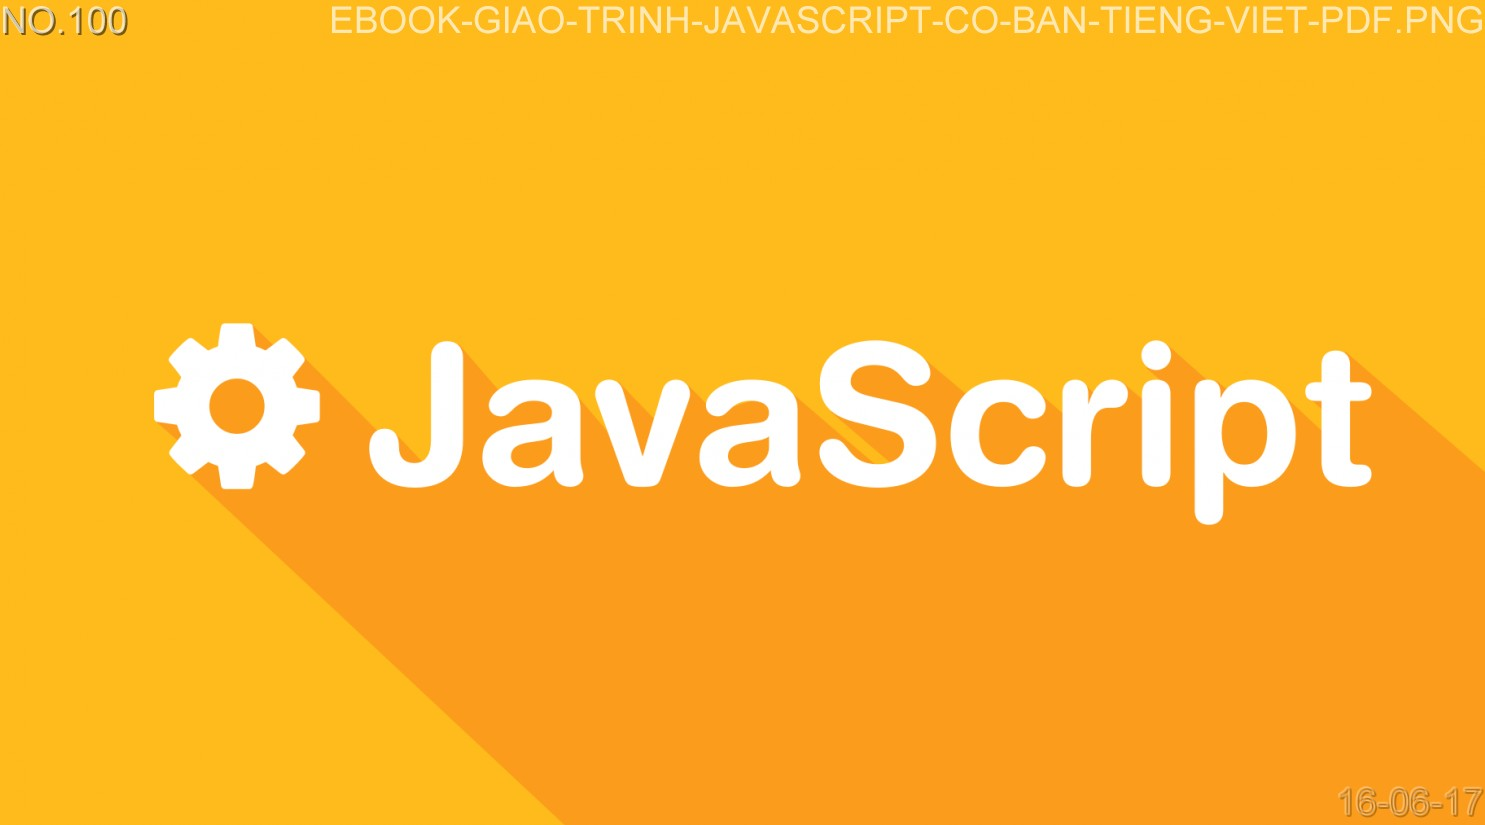 NO.100
EBOOK-GIAO-TRINH-JAVASCRIPT-CO-BAN-TIENG-VIET-PDF.PNG
JavaScript
16-06-17